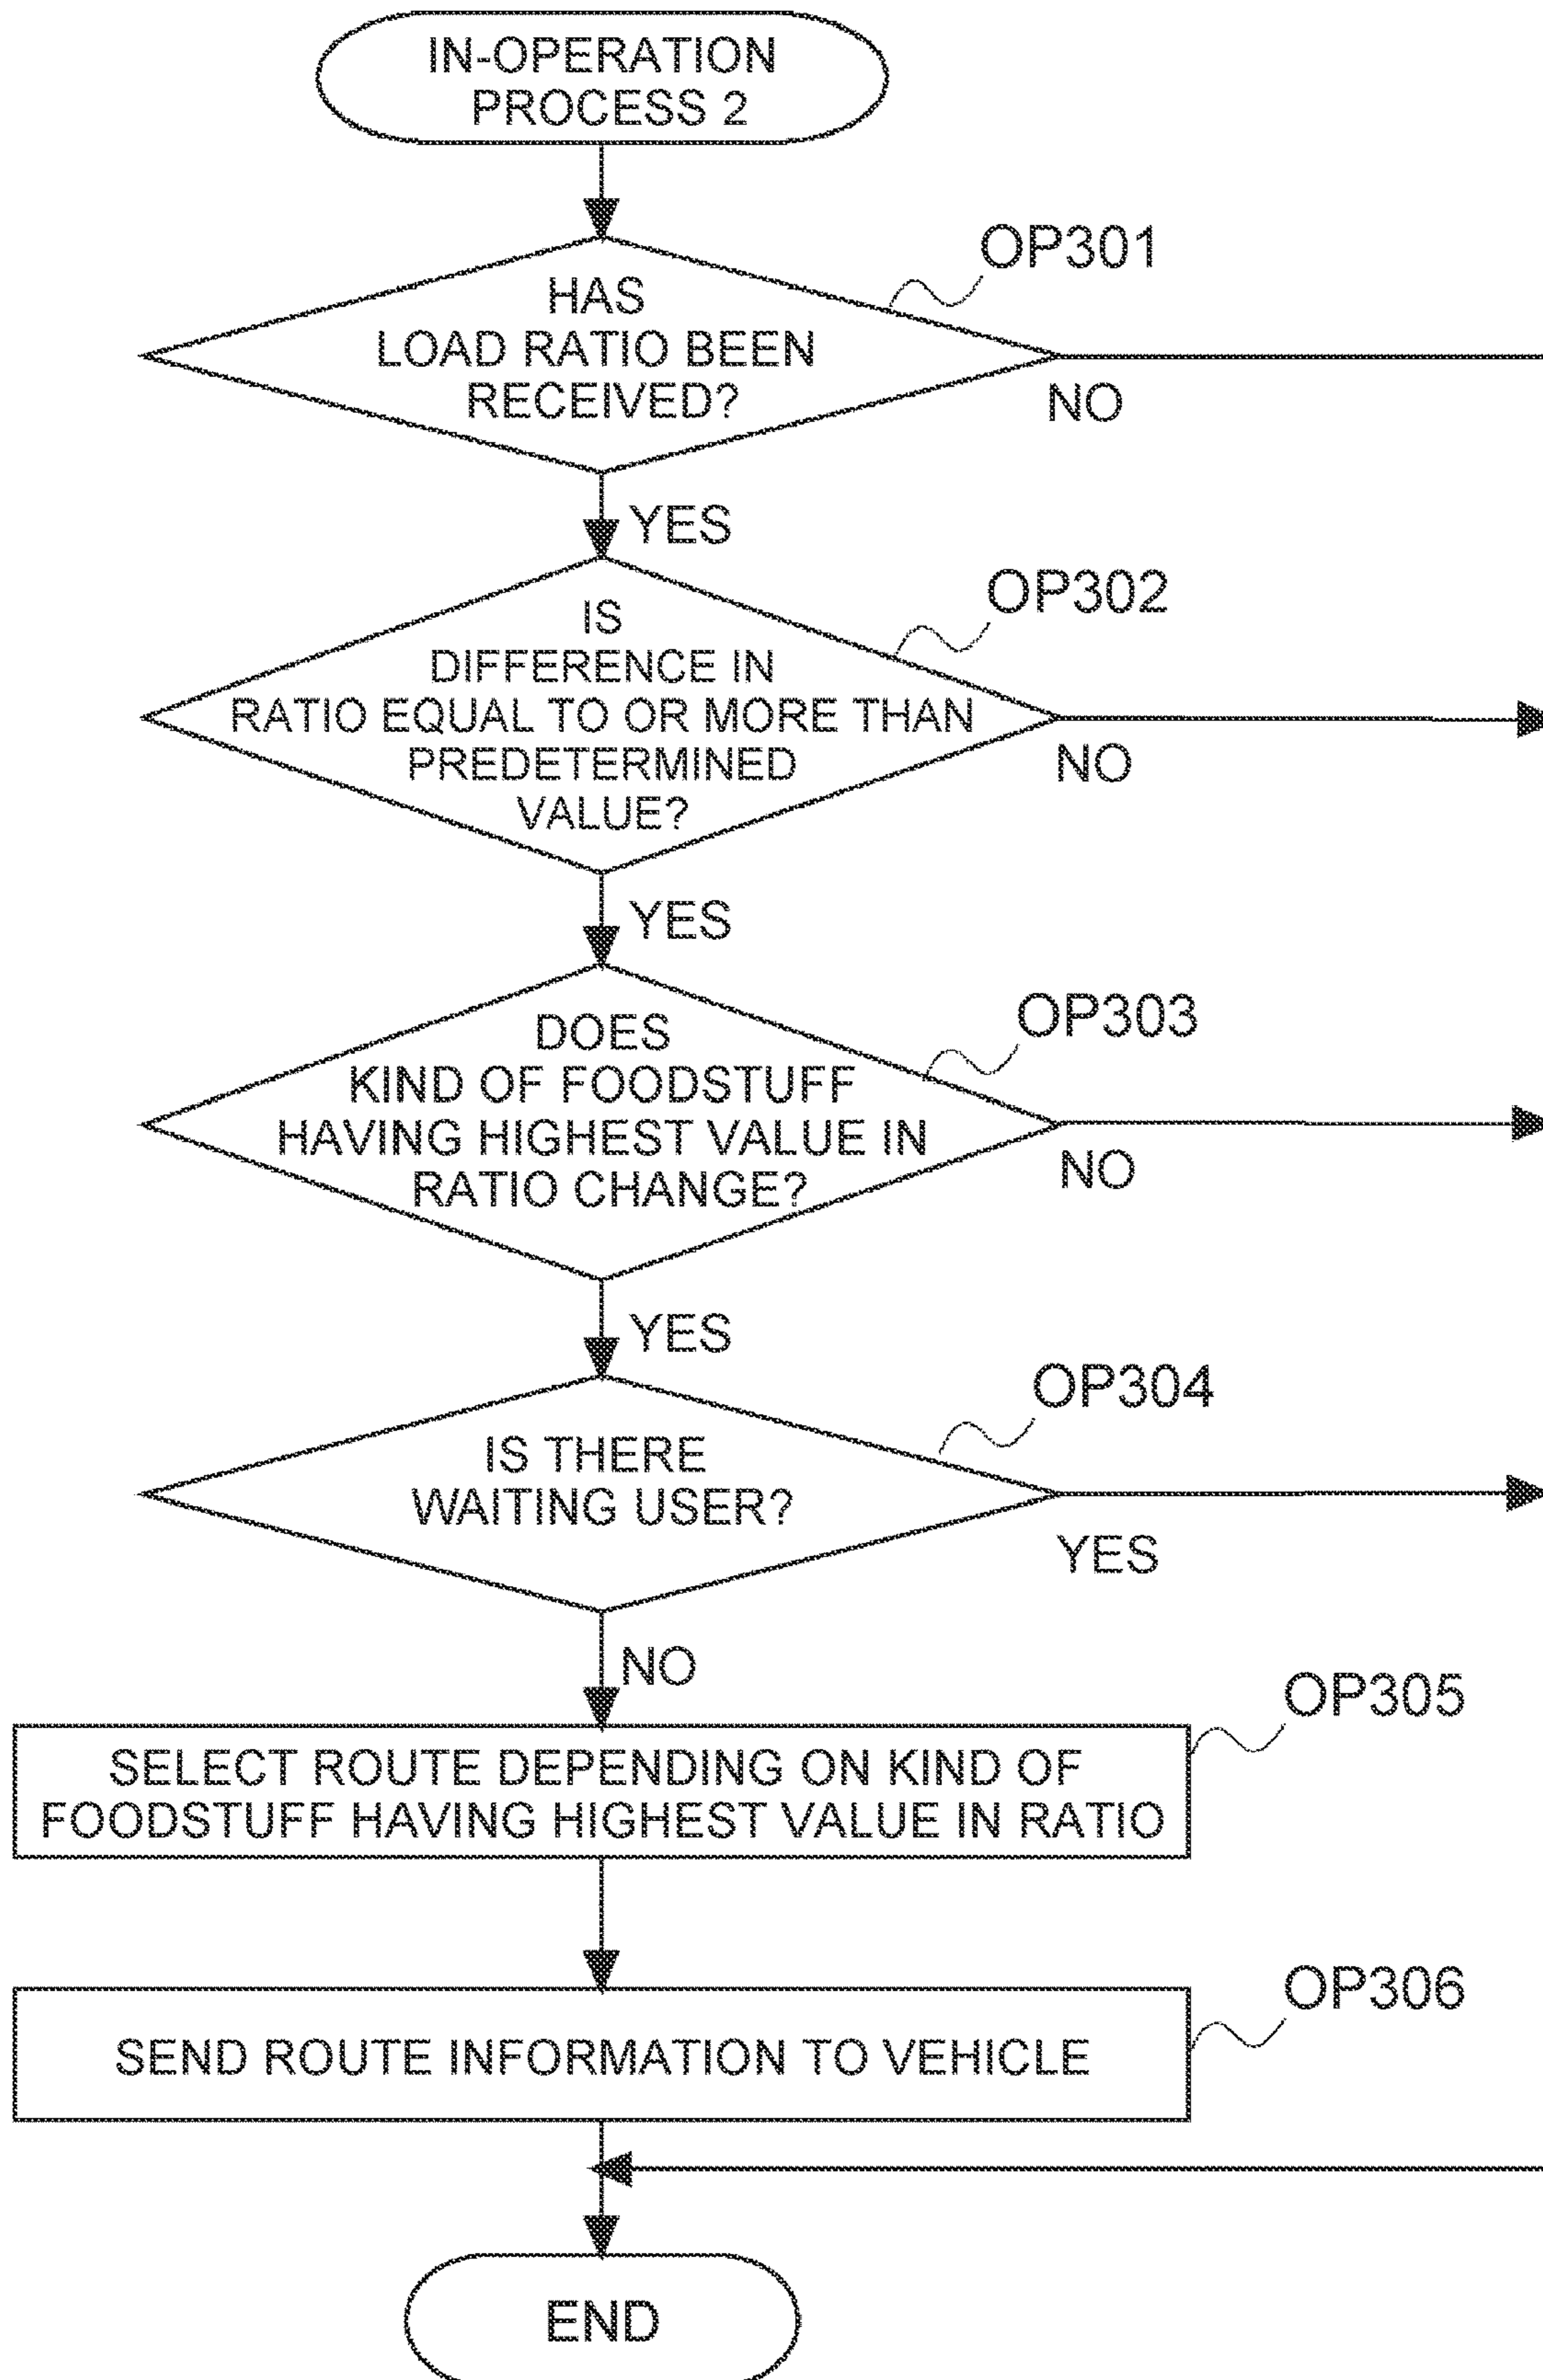 IN-OPERATION
PROCESS 2
OP301
HAS
LOAD RATIO BEEN
RECEIVED?
NO
YES
OP302
IS
DIFFERENCE IN
RATIO EQUAL TO OR MORE THAN
PREDETERMINED
VALUE?
NO
YES
OP303
DOES
KIND OF FOODSTUFF
HAVING HIGHEST VALUE IN
RATIO CHANGE?
NO
YES
OP304
IS THERE
WAITING USER?
YES
NO
OP305
SELECT ROUTE DEPENDING ON KIND OF
FOODSTUFF HAVING HIGHEST VALUE IN RATIO
OP306
SEND ROUTE INFORMATION TO VEHICLE
END